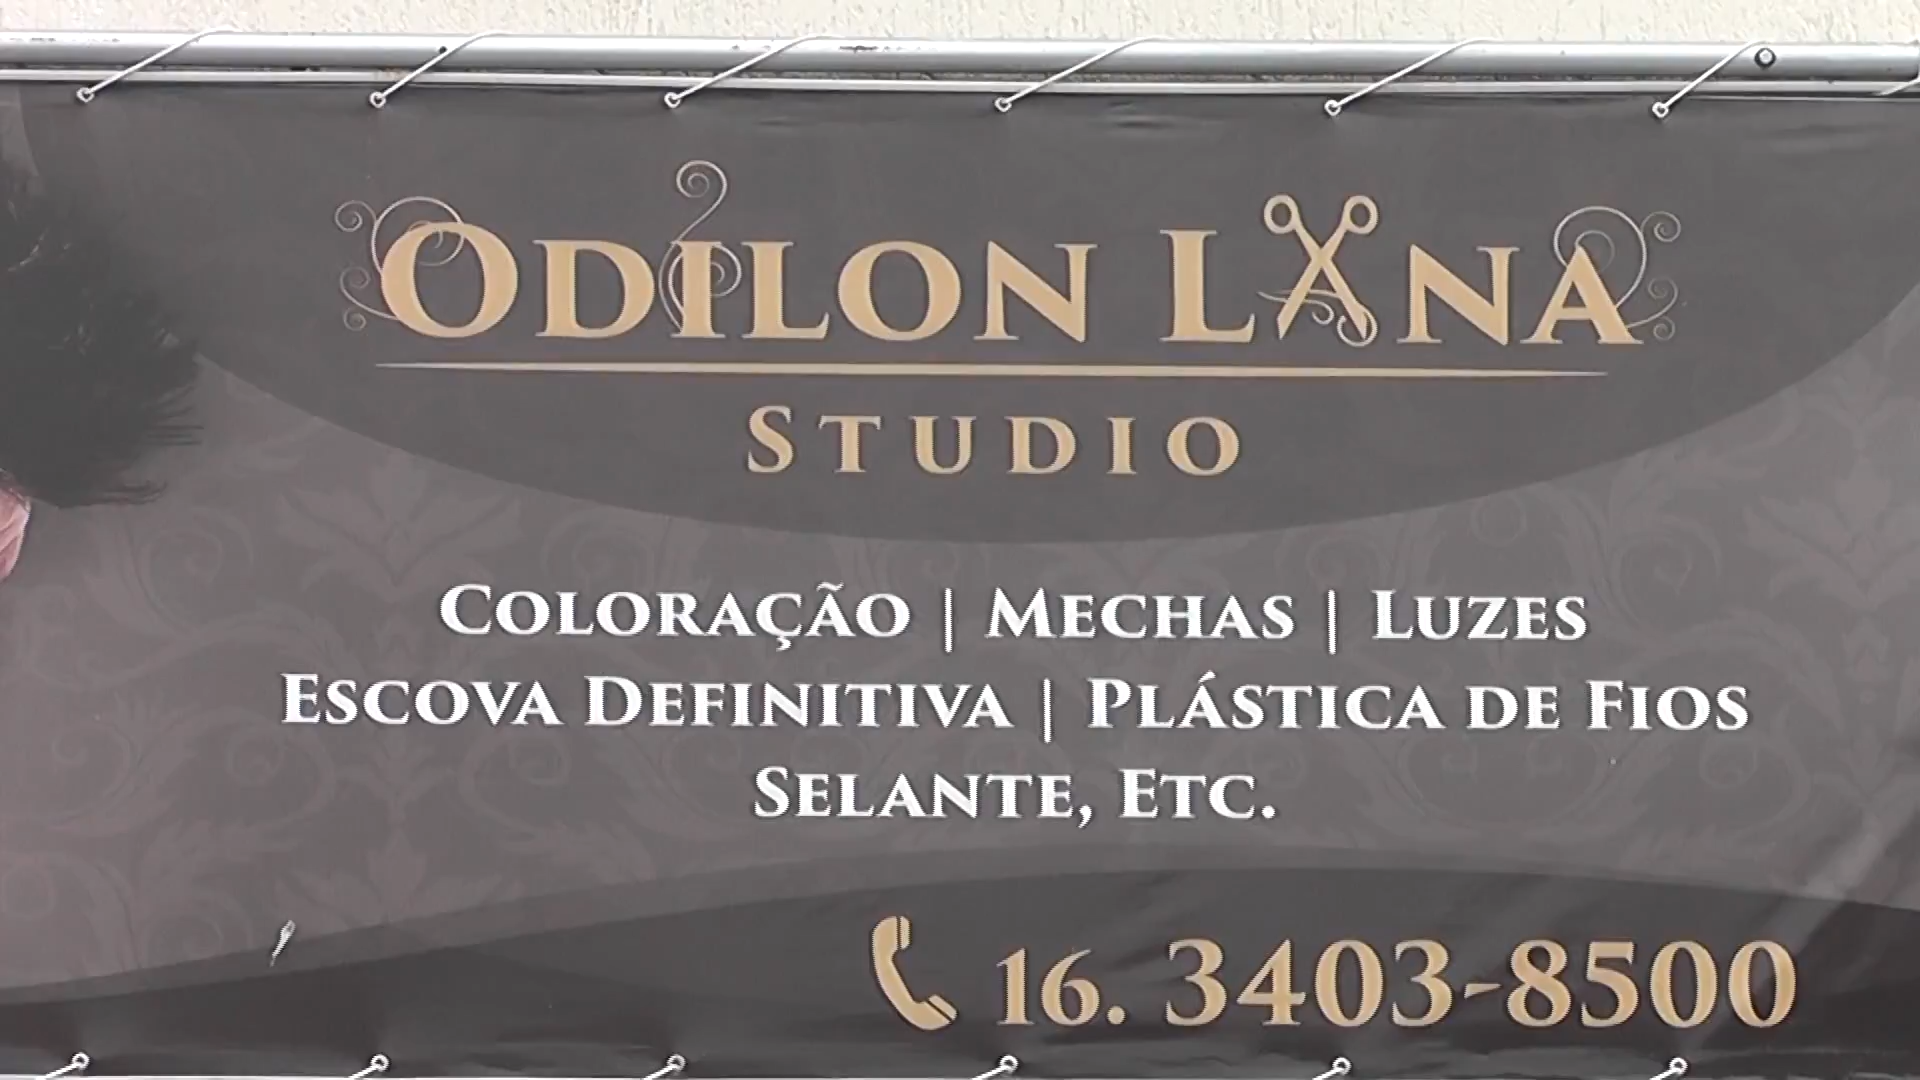 ODILON LANA
STUDIO
COLORAÇÃO | MECHAS | LUZES
ESCOVA DEFINITIVA | PLÁSTICA DE FIOS
SELANTE, ETC.
16. 3403-8500